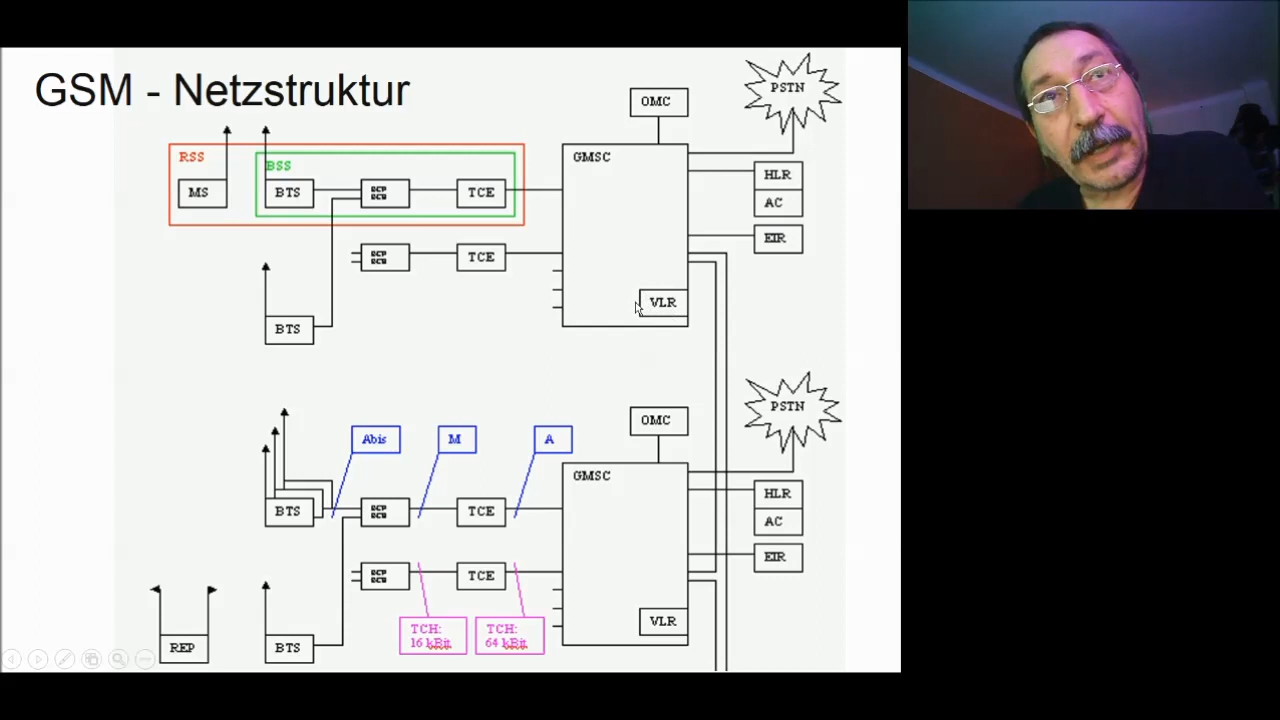 GSM - Netzstruktur
PSTN
OMC
RSS
BSS
GMSC
MS
BTS
TCE
HLR
AC
EIR
TCE
VLR
BTS
PSTN
OMC
Abis
M
A
GMSC
BTS
TCE
HLR
AC
EIR
TCE
TCH:
16 kBit
TCH:
64 kBit
VLR
REP
BTS